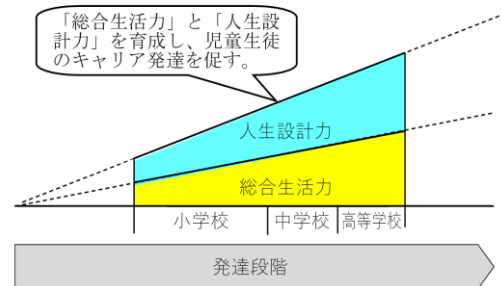 「総合生活力」と「人生設
計力」を育成し、児童生徒
のキャリア発達を促す。
人生設計力
総合生活力
小学校
中学校
高等学校
発達段階